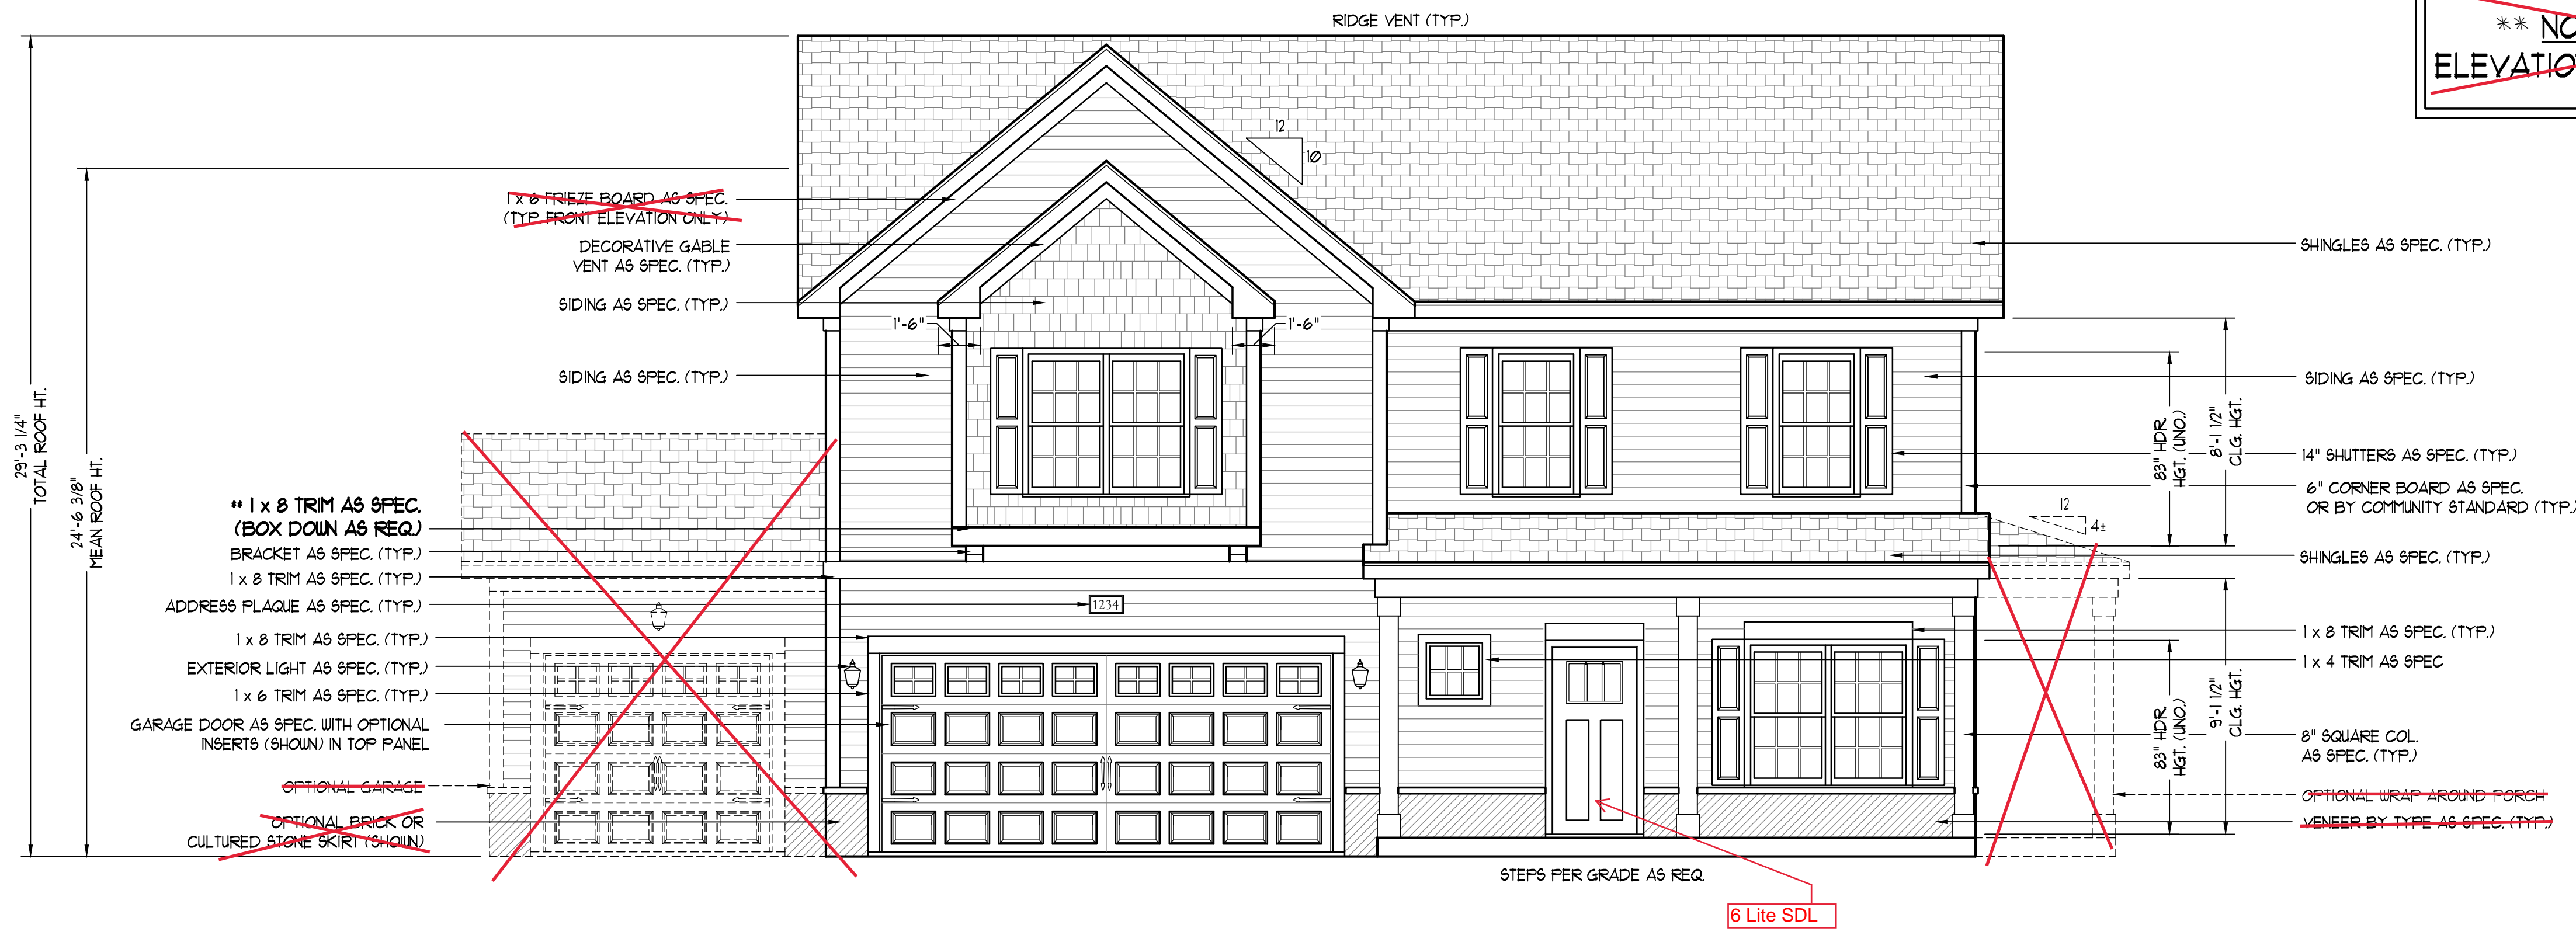 RIDGE VENT (TYP.)
** NO
ELEVATIO
12
10
1 x 6 FRIEZE BOARD AS SPEC.
(TYP. FRONT ELEVATION ONLY)
DECORATIVE GABLE
VENT AS SPEC. (TYP.)
SIDING AS SPEC. (TYP.)
1'-6"
1'-6"
SIDING AS SPEC. (TYP.)
29'-3 1/4"
TOTAL ROOF HT.
24'-6 3/8"
MEAN ROOF HT.
** 1 x 8 TRIM AS SPEC.
(BOX DOWN AS REQ.)
BRACKET AS SPEC. (TYP.)
1 x 8 TRIM AS SPEC. (TYP.)
ADDRESS PLAQUE AS SPEC. (TYP.)
1234
1 x 8 TRIM AS SPEC. (TYP.)
EXTERIOR LIGHT AS SPEC. (TYP.)
1 x 6 TRIM AS SPEC. (TYP.)
GARAGE DOOR AS SPEC. WITH OPTIONAL
INSERTS (SHOWN) IN TOP PANEL
OPTIONAL GARAGE
OPTIONAL BRICK OR
CULTURED STONE SKIRT (SHOWN)
SHINGLES AS SPEC. (TYP.)
SIDING AS SPEC. (TYP.)
83" HDR
HGT. (UNO.)
8'-1 1/2"
CLG. HGT.
14" SHUTTERS AS SPEC. (TYP.)
6" CORNER BOARD AS SPEC.
OR BY COMMUNITY STANDARD (TYP.)
12
4±
SHINGLES AS SPEC. (TYP.)
1 x 8 TRIM AS SPEC. (TYP.)
1 x 4 TRIM AS SPEC
83" HDR
HGT. (UNO.)
9'-1 1/2"
CLG. HGT.
8" SQUARE COL.
AS SPEC. (TYP.)
OPTIONAL WRAP AROUND PORCH
VENEER BY TYPE AS SPEC. (TYP.)
STEPS PER GRADE AS REQ.
6 Lite SDL